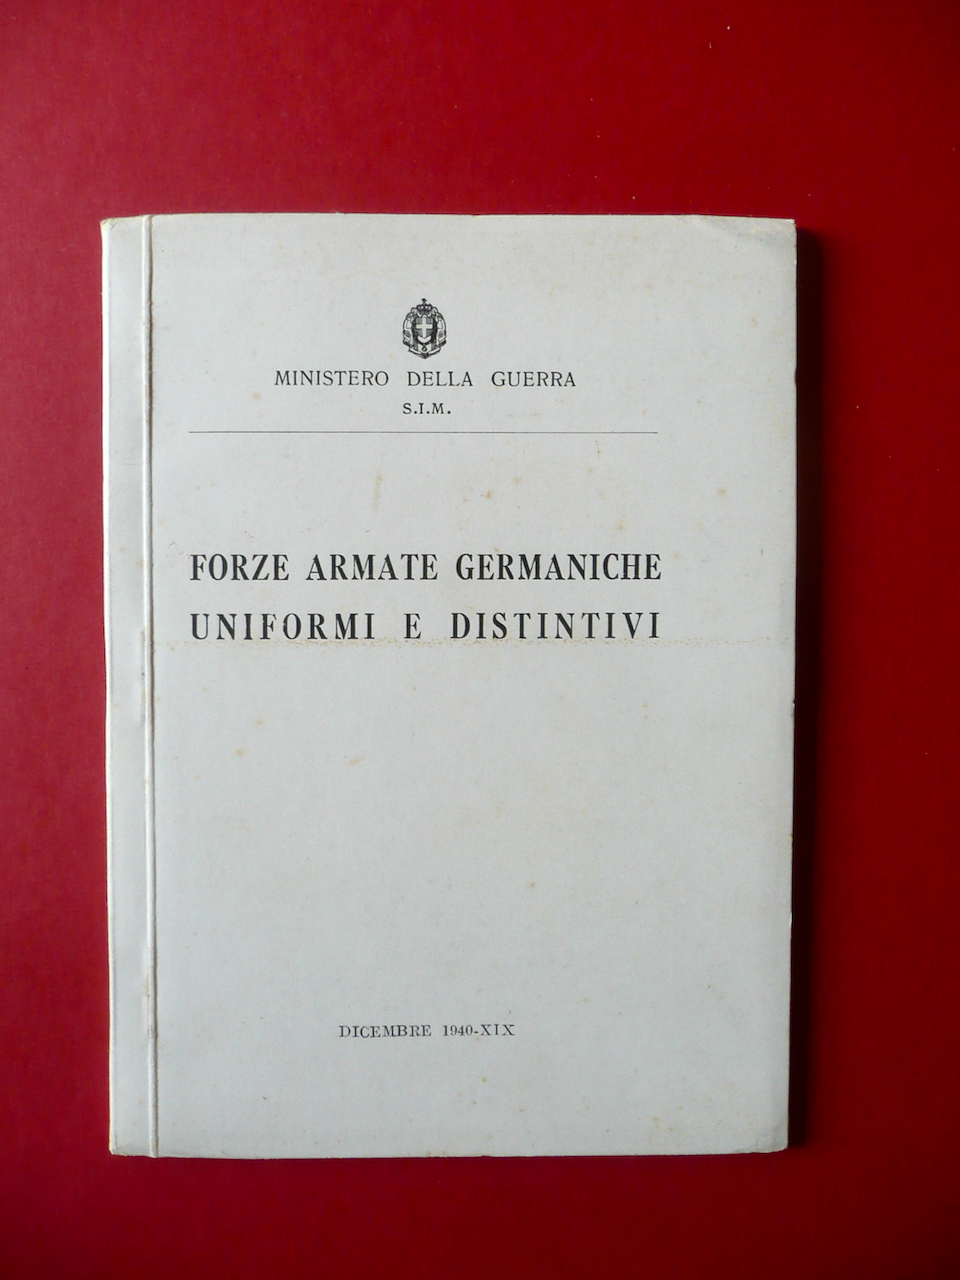 MINISTERO DELLA GUERRA
S.I.M.
FORZE ARMATE GERMANICHE
UNIFORMI E DISTINTIVI
DICEMBRE 1940-XIX